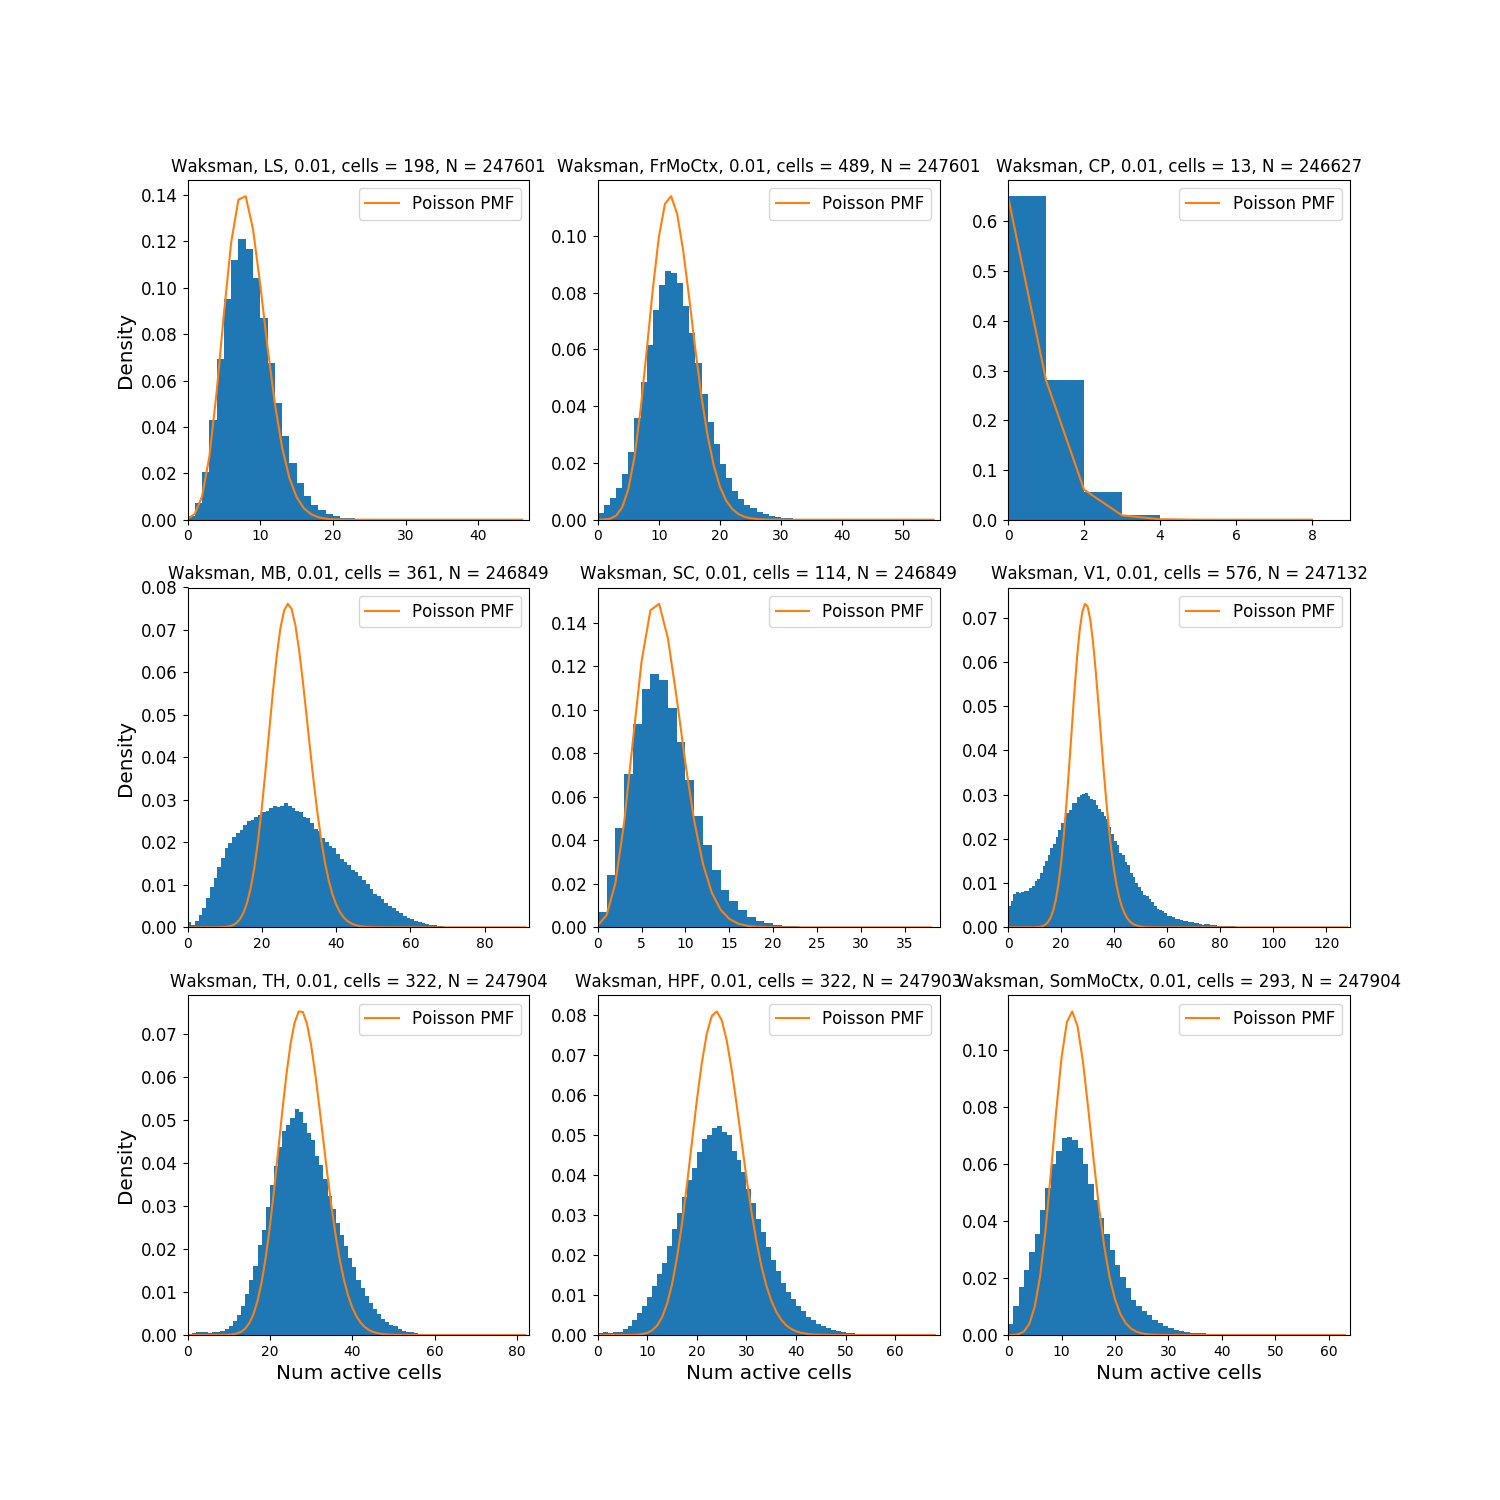 Waksman, LS, 0.01, cells = 198, N = 247601
Waksman, FrMoCtx, 0.01, cells = 489, N = 247601
Waksman, CP, 0.01, cells = 13, N = 246627
Poisson PMF
Poisson PMF
Poisson PMF
Density
0.14
0.12
0.10
0.08
0.06
0.04
0.02
0.00
0 10 20 30 40
0.10
0.08
0.06
0.04
0.02
0.00
0 10 20 30 40 50
0.6
0.5
0.4
0.3
0.2
0.1
0.0
0 2 4 6 8
Waksman, MB, 0.01, cells = 361, N = 246849
Waksman, SC, 0.01, cells = 114, N = 246849
Waksman, V1, 0.01, cells = 576, N = 247132
Poisson PMF
Poisson PMF
Poisson PMF
Density
0.08
0.07
0.06
0.05
0.04
0.03
0.02
0.01
0.00
0 20 40 60 80
0.14
0.12
0.10
0.08
0.06
0.04
0.02
0.00
0 5 10 15 20 25 30 35
0.07
0.06
0.05
0.04
0.03
0.02
0.01
0.00
0 20 40 60 80 100 120
Waksman, TH, 0.01, cells = 322, N = 247904
Waksman, HPF, 0.01, cells = 322, N = 247903
Waksman, SomMoCtx, 0.01, cells = 293, N = 247904
Poisson PMF
Poisson PMF
Poisson PMF
Density
0.07
0.06
0.05
0.04
0.03
0.02
0.01
0.00
0 20 40 60 80
Num active cells
0.08
0.07
0.06
0.05
0.04
0.03
0.02
0.01
0.00
0 10 20 30 40 50 60
Num active cells
0.10
0.08
0.06
0.04
0.02
0.00
0 10 20 30 40 50 60
Num active cells